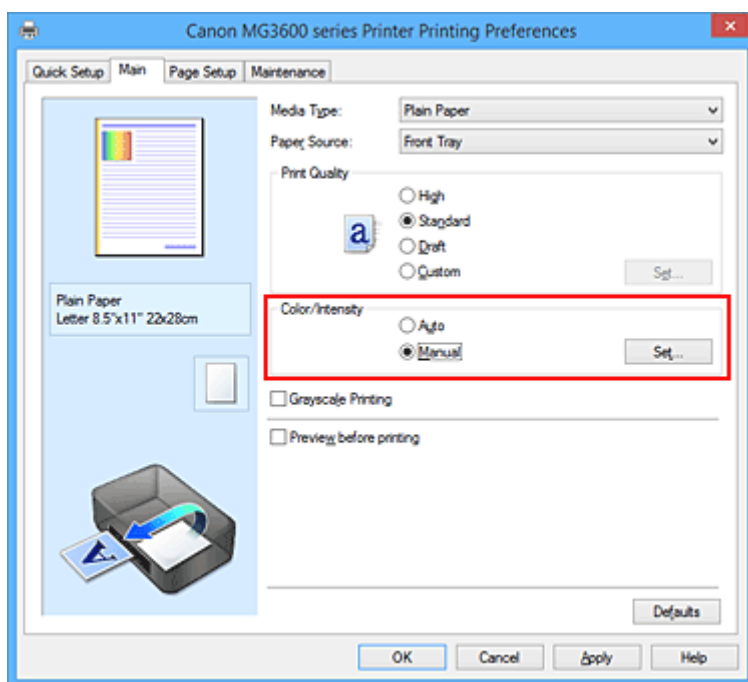 Canon MG3600 series Printer Printing Preferences
Quick Setup Main Page Setup Maintenance
Media Type: Plain Paper
Paper Source: Front Tray
Print Quality
High
a Standard
Draft
Custom Set...
Plain Paper
Letter 8.5"x11" 22x28cm
Color/Intensity
Auto
Manual Set...
Grayscale Printing
Preview before printing
A
Defaults
OK Cancel Apply Help